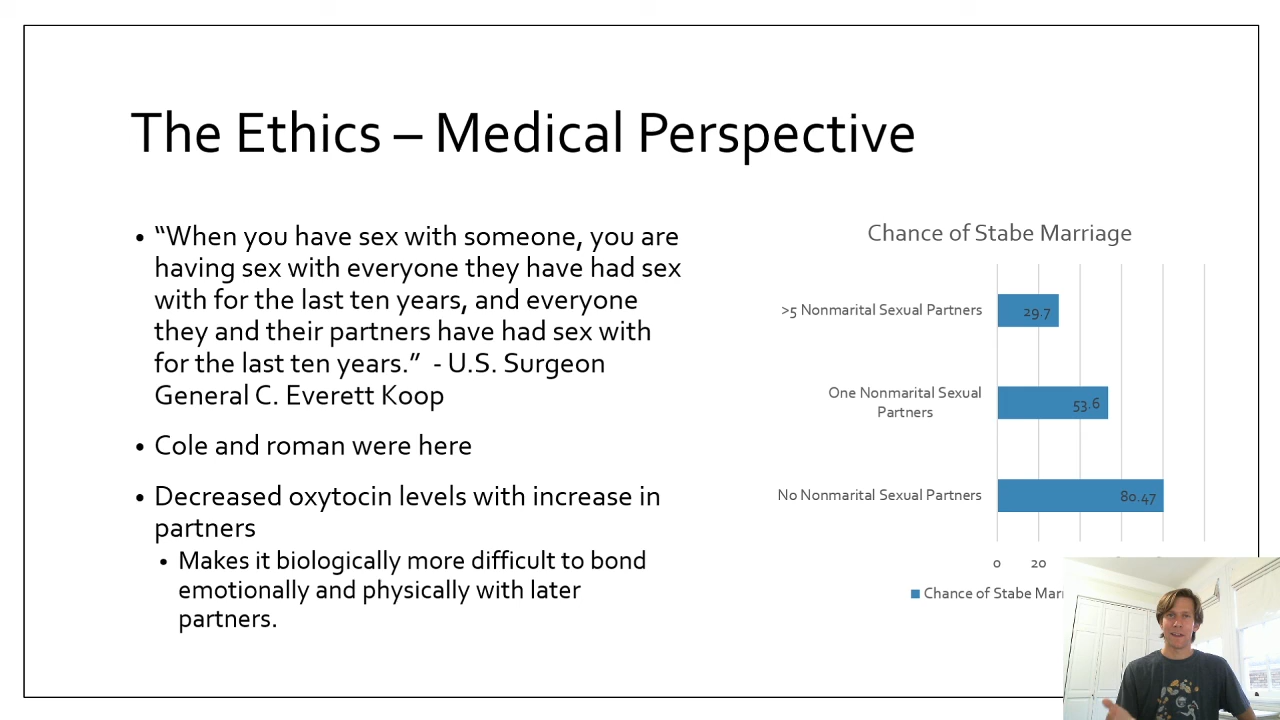 The Ethics – Medical Perspective
• “When you have sex with someone, you are
having sex with everyone they have had sex
with for the last ten years, and everyone
they and their partners have had sex with
for the last ten years.”  - U.S. Surgeon
General C. Everett Koop
• Cole and roman were here
• Decreased oxytocin levels with increase in
partners
• Makes it biologically more difficult to bond
emotionally and physically with later
partners.
Chance of Stabe Marriage
>5 Nonmarital Sexual Partners
29.7
One Nonmarital Sexual
Partners
53.6
No Nonmarital Sexual Partners
80.47
0 20
Chance of Stabe Marr